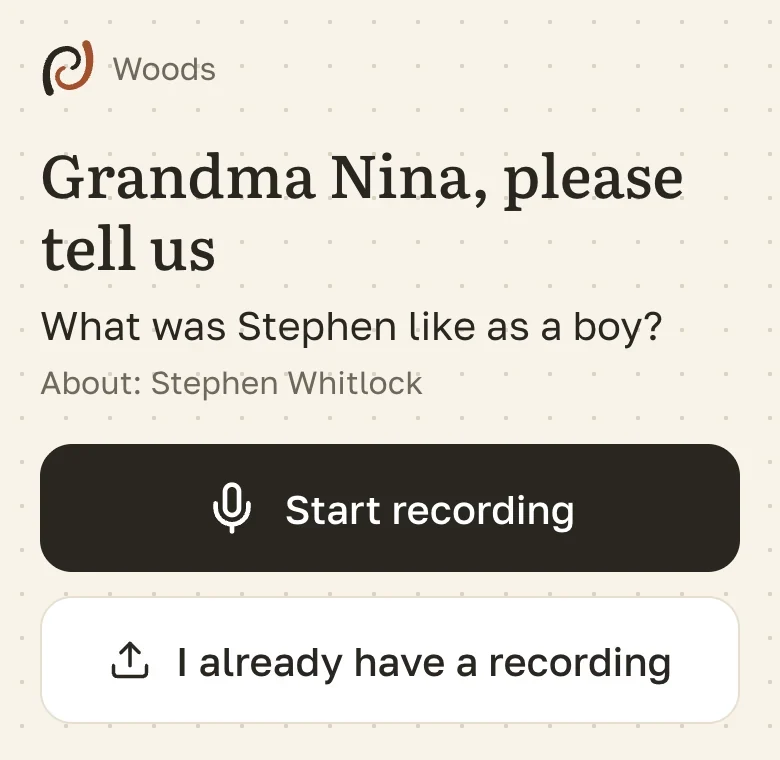 Woods
Grandma Nina, please
tell us
What was Stephen like as a boy?
About: Stephen Whitlock
Start recording
I already have a recording